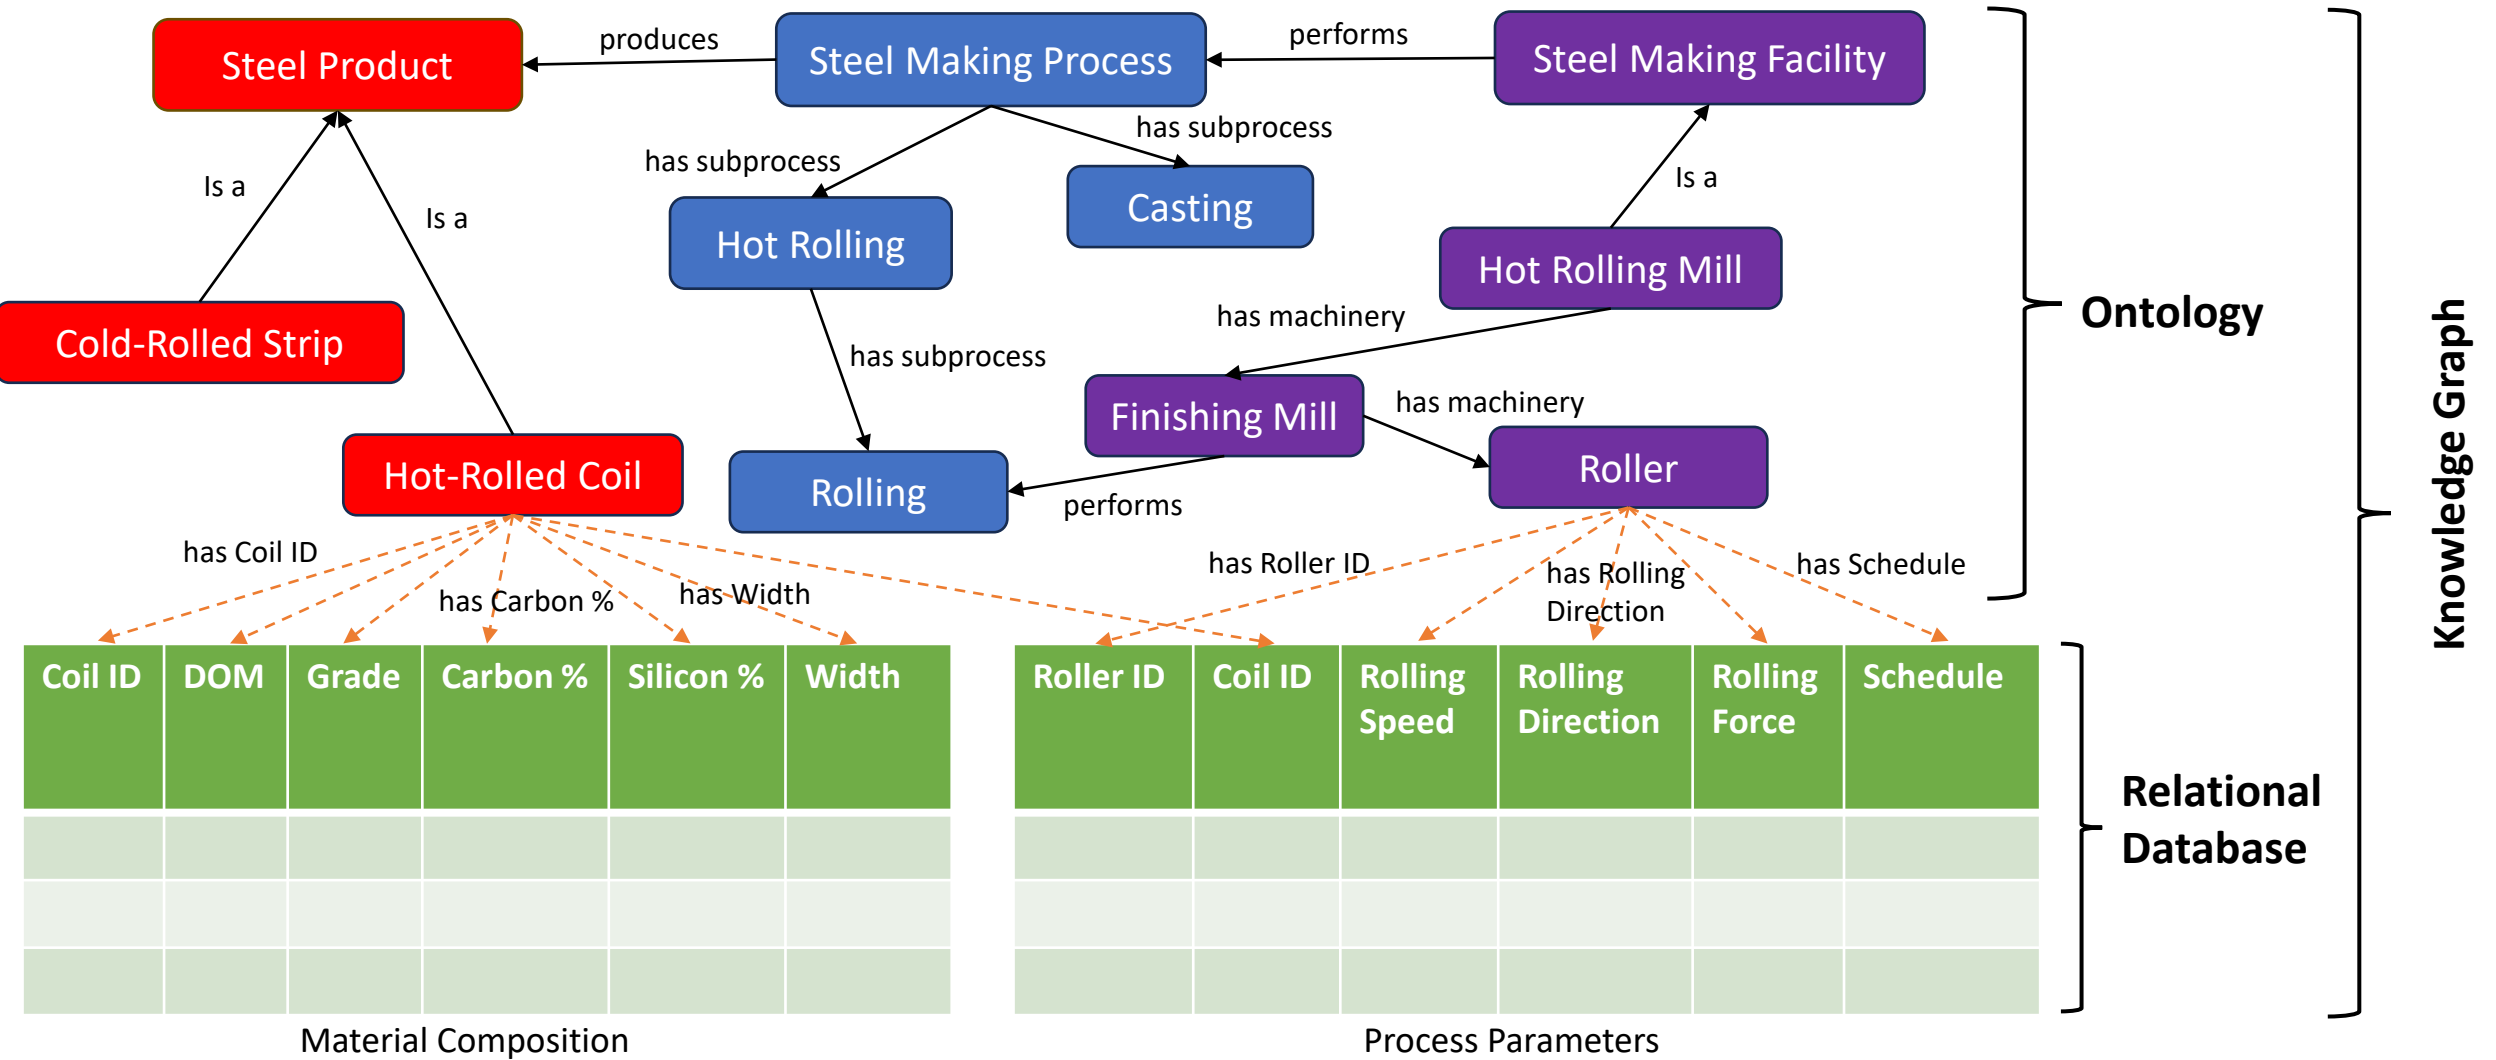 Steel Product
produces
Steel Making Process
performs
Steel Making Facility
has subprocess
has subprocess
Is a
Is a
Is a
Casting
Hot Rolling
Hot Rolling Mill
Ontology
Cold-Rolled Strip
has machinery
has subprocess
Finishing Mill
has machinery
Hot-Rolled Coil
Rolling
Roller
performs
Knowledge Graph
has Coil ID
has Carbon %
has Width
has Roller ID
has Rolling
Direction
has Schedule
Coil ID
DOM
Grade
Carbon %
Silicon %
Width
Roller ID
Coil ID
Rolling
Speed
Rolling
Direction
Rolling
Force
Schedule
Relational
Database
Material Composition
Process Parameters